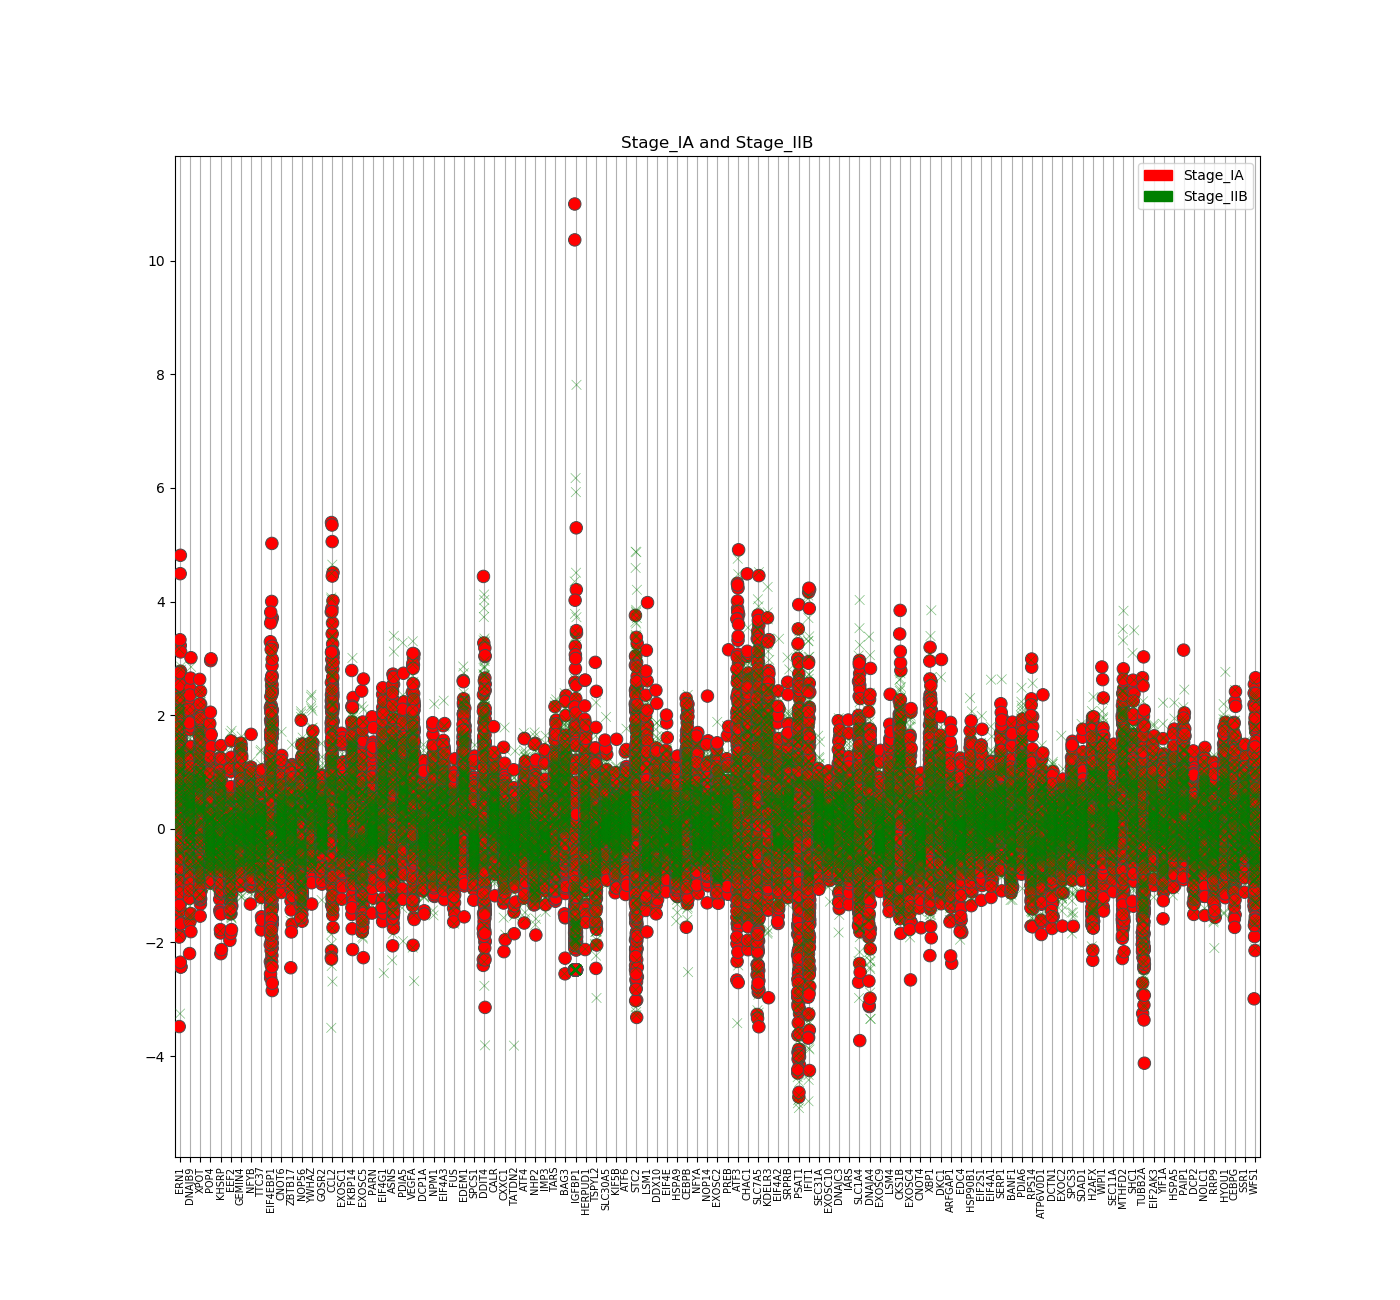 Stage_IA and Stage_IIB
Stage_IA
Stage_IIB
10
8
6
4
2
0
−2
−4
ERN1
DNAJB9
XPOT
POP4
KHSRP
EEF2
GEMIN4
NFYB
TTC37
EIF4EBP1
CNOT6
ZBTB17
NOP56
YWHAZ
GOSR2
CCL2
EXOSC1
FKBP14
EXOSC5
PARN
EIF4G1
ASNS
PDIA5
VEGFA
DCP1A
NPM1
EIF4A3
FUS
EDEM1
SPCS1
DDIT4
CALR
CXXC1
TATDN2
ATF4
NHP2
IMP3
TARS
BAG3
IGFBP1
HERPUD1
TSPYL2
SLC30A5
KIF5B
ATF6
STC2
LSM1
DDX10
EIF4E
HSPA9
CEBPB
NFYA
NOP14
EXOSC2
PREB
ATF3
CHAC1
SLC7A5
KDELR3
EIF4A2
SRPRB
PSAT1
IFIT1
SEC31A
EXOSC10
DNAJC3
IARS
SLC1A4
DNAJA4
EXOSC9
LSM4
CKS1B
EXOSC4
CNOT4
XBP1
DKC1
ARFGAP1
EDC4
HSP90B1
EIF2S1
EIF4A1
SERP1
BANF1
PDIA6
RPS14
ATP6V0D1
DCTN1
EXOC2
SPCS3
SDAD1
H2AFX
WIPI1
SEC11A
MTHFD2
SHC1
TUBB2A
EIF2AK3
YIF1A
HSPA5
PAIP1
DCP2
NOLC1
RRP9
HYOU1
CEBPG
SSR1
WFS1